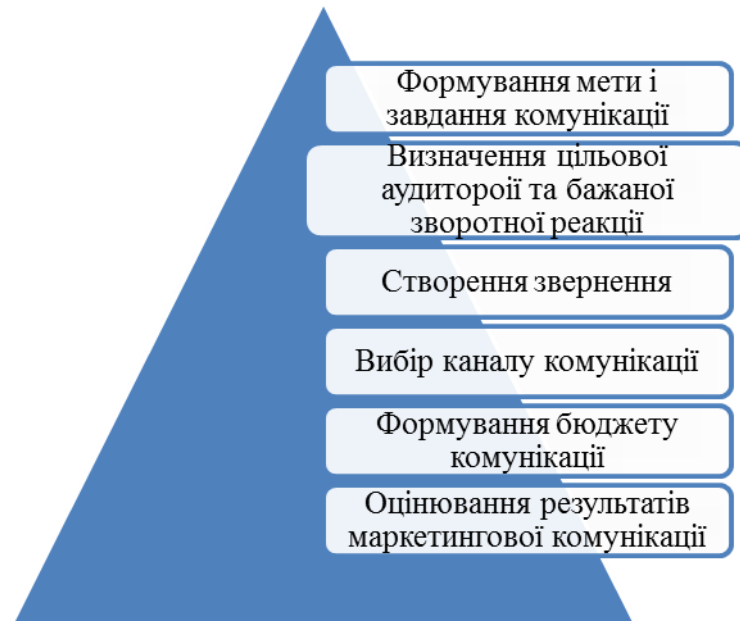 Формування мети і
завдання комунікації
Визначення цільової
аудитороії та бажаної
зворотної реакції
Створення звернення
Вибір каналу комунікації
Формування бюджету
комунікації
Оцінювання результатів
маркетингової комунікації